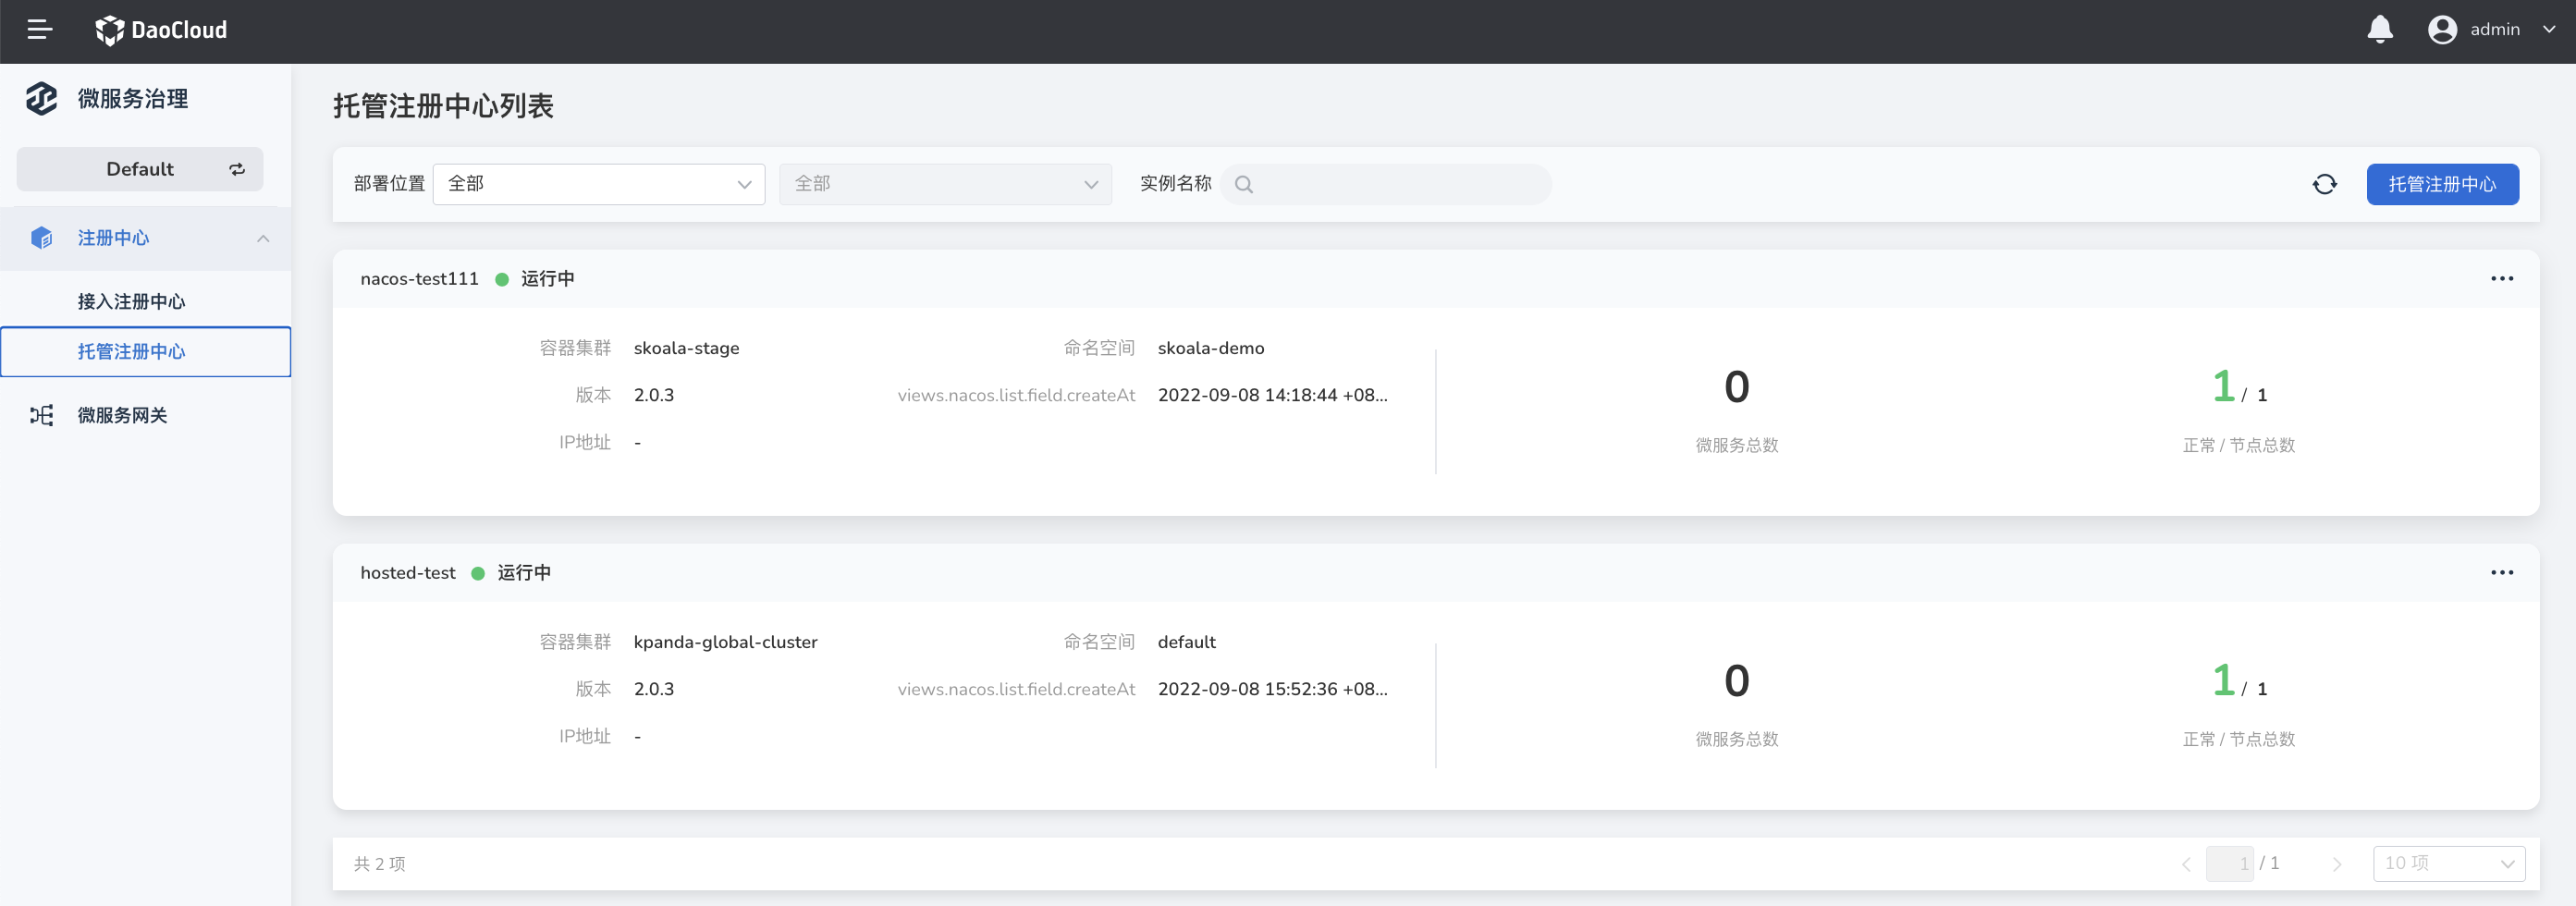 DaoCloud
admin
微服务治理
Default
注册中心
接入注册中心
托管注册中心
微服务网关
托管注册中心列表
部署位置 全部 全部 实例名称 托管注册中心
nacos-test111 运行中
容器集群 skoala-stage 命名空间 skoala-demo
版本 2.0.3 views.nacos.list.field.createAt 2022-09-08 14:18:44 +08...
IP地址 -
0
微服务总数
1 / 1
正常 / 节点总数
hosted-test 运行中
容器集群 kpanda-global-cluster 命名空间 default
版本 2.0.3 views.nacos.list.field.createAt 2022-09-08 15:52:36 +08...
IP地址 -
0
微服务总数
1 / 1
正常 / 节点总数
共 2 项 1 / 1 10 项